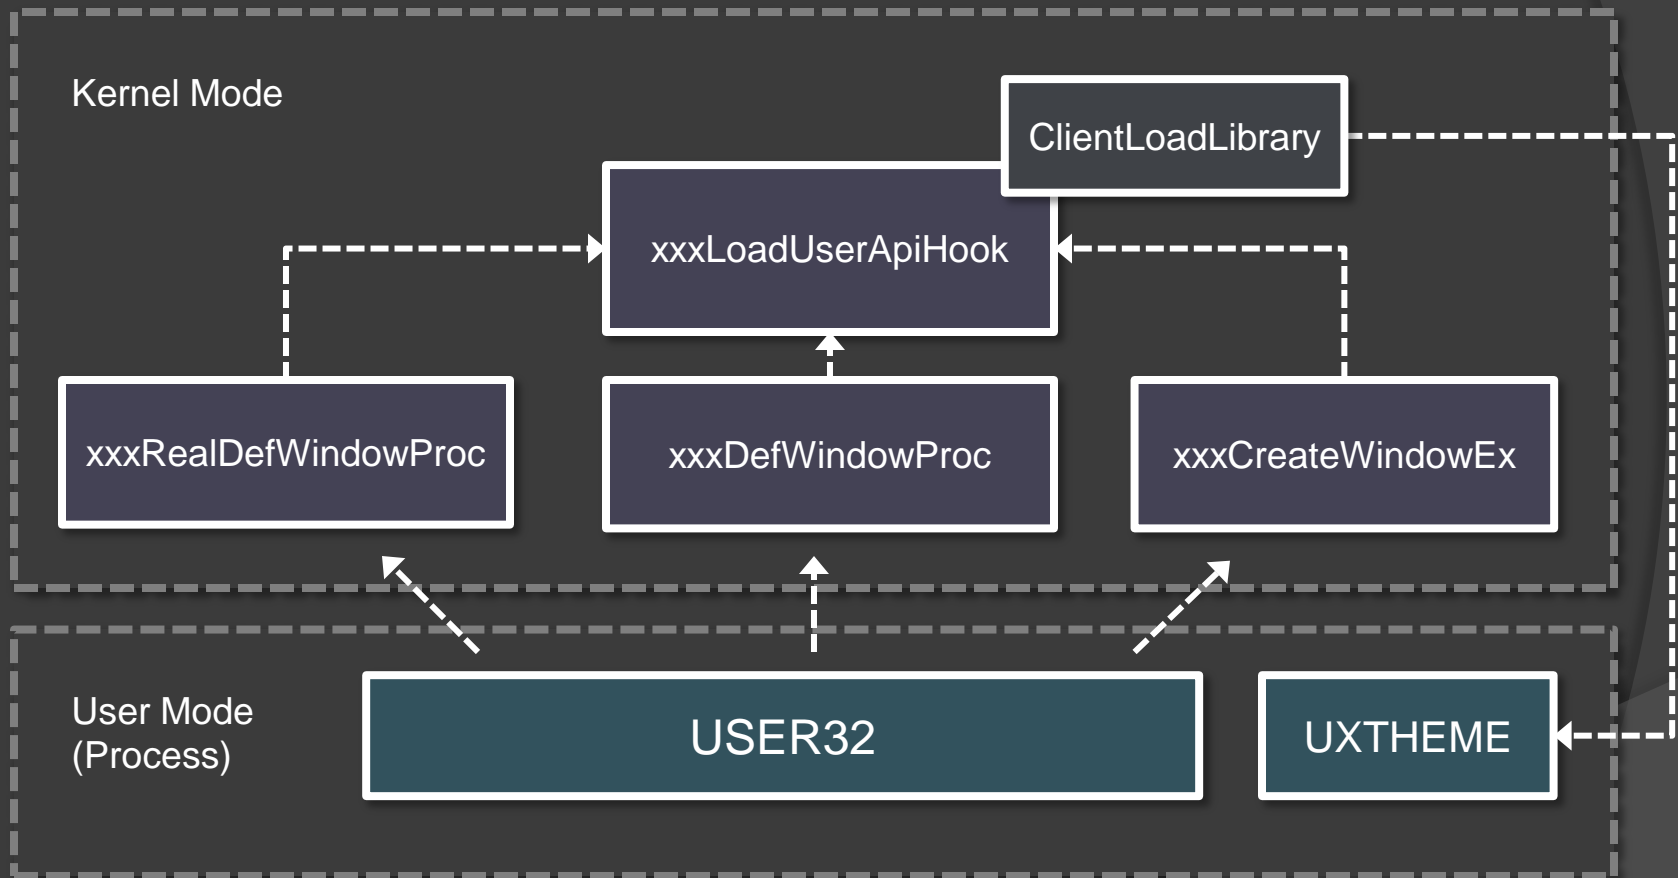 Kernel Mode
ClientLoadLibrary
xxxLoadUserApiHook
xxxRealDefWindowProc
xxxDefWindowProc
xxxCreateWindowEx
User Mode
(Process)
USER32
UXTHEME